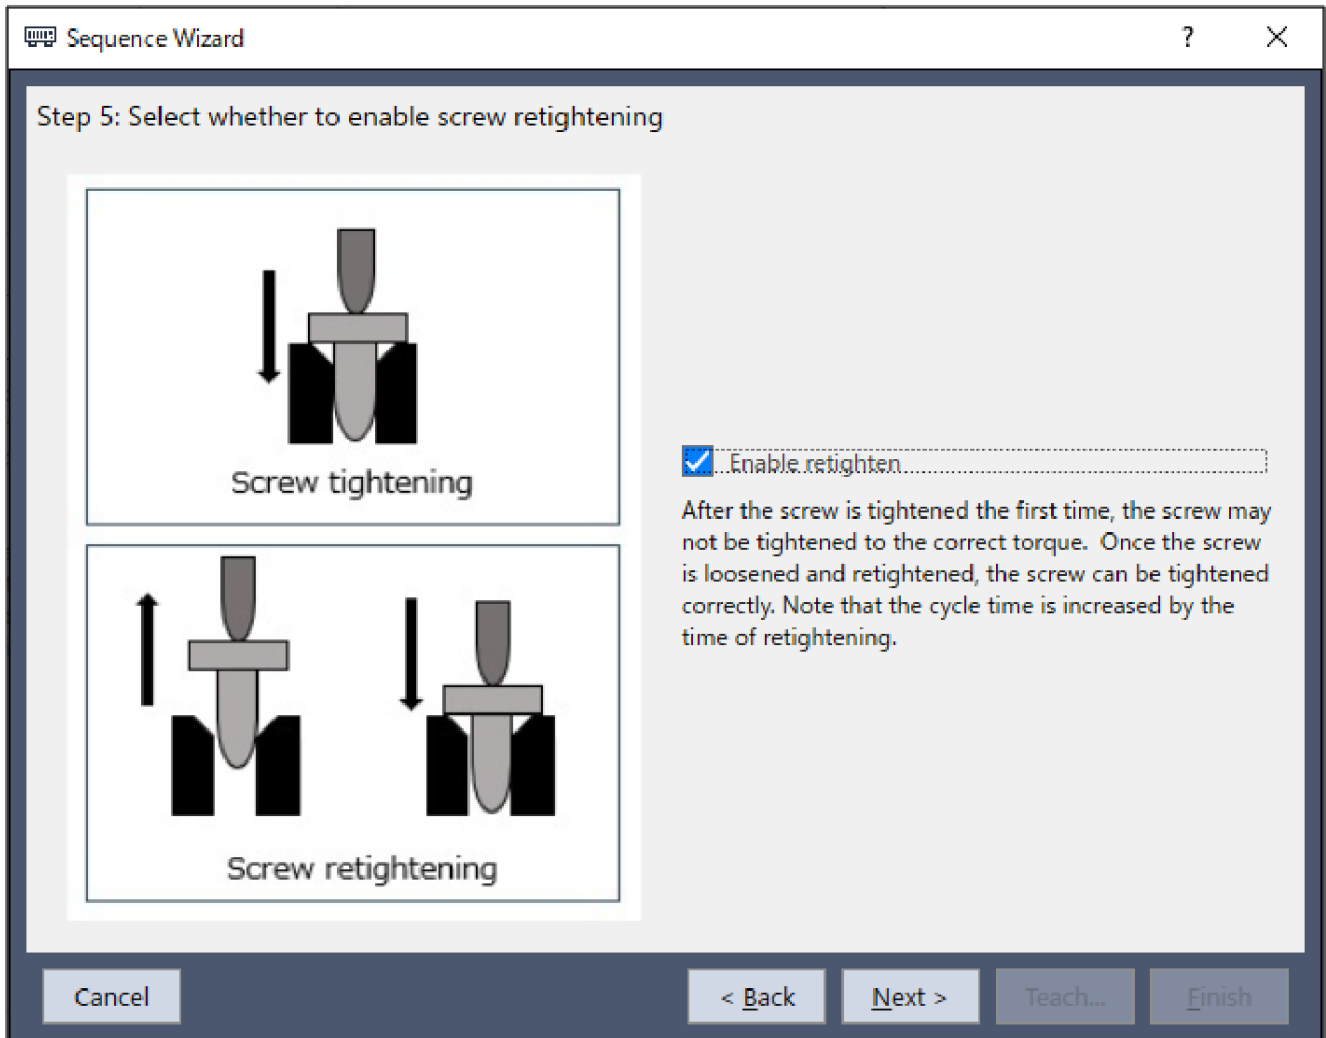 Sequence Wizard
Step 5: Select whether to enable screw retightening
Screw tightening
Screw retightening
Enable retighten
After the screw is tightened the first time, the screw may
not be tightened to the correct torque.  Once the screw
is loosened and retightened, the screw can be tightened
correctly. Note that the cycle time is increased by the
time of retightening.
Cancel
< Back
Next >
Teach...
Finish